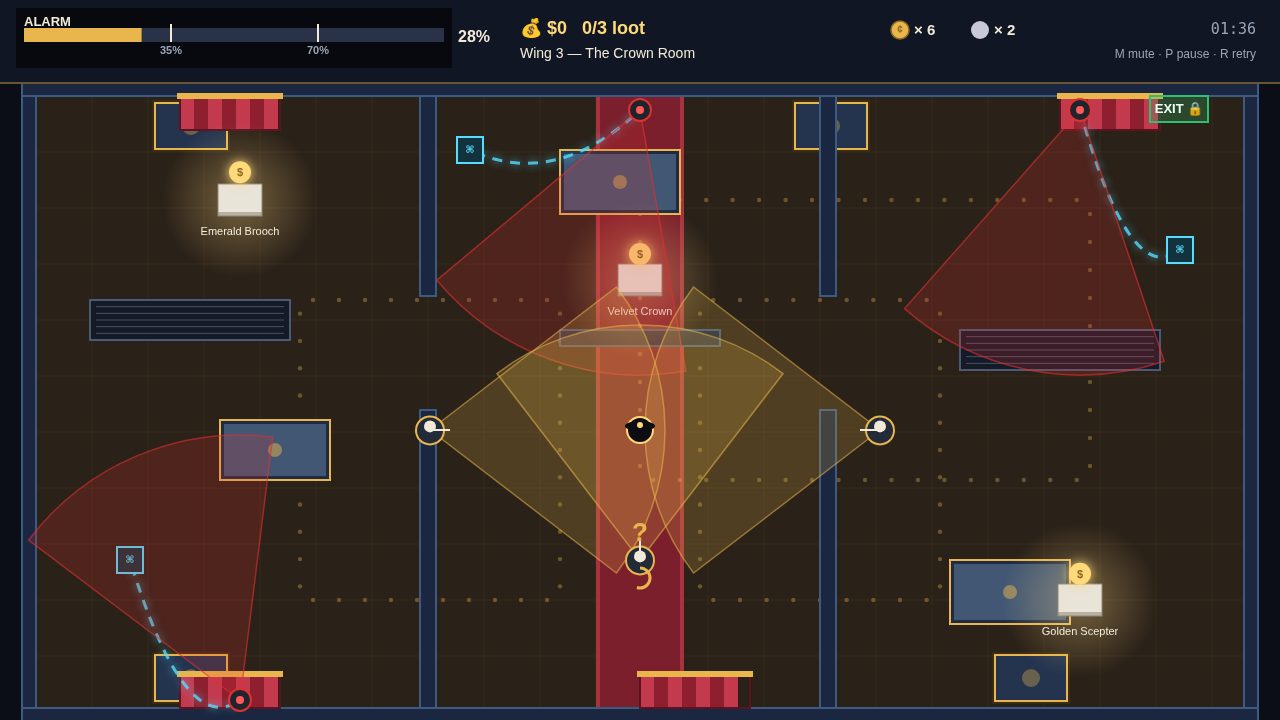 ALARM
35%
70%
28%
💰 $0 0/3 loot
Wing 3 — The Crown Room
¢ × 6
× 2
01:36
M mute · P pause · R retry
EXIT 🔒
⌘
⌘
$
Emerald Brooch
$
Velvet Crown
?
⌘
$
Golden Scepter